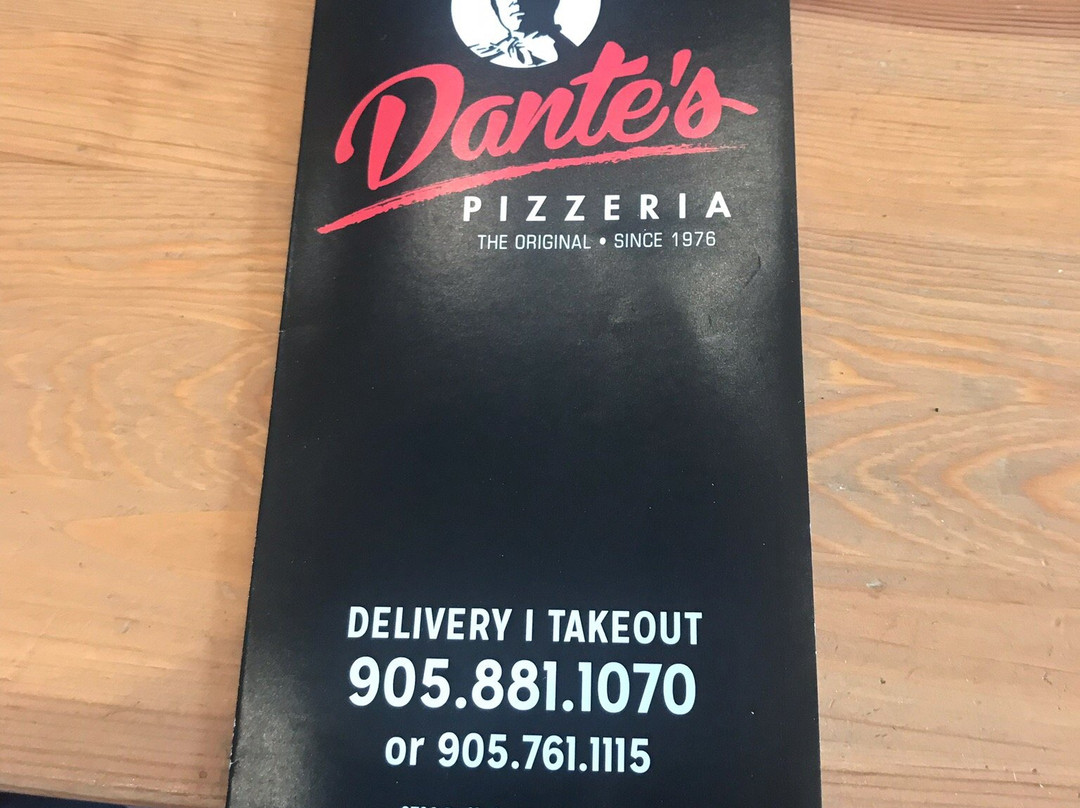 Dante's
PIZZERIA
THE ORIGINAL • SINCE 1976
DELIVERY | TAKEOUT
905.881.1070
or 905.761.1115